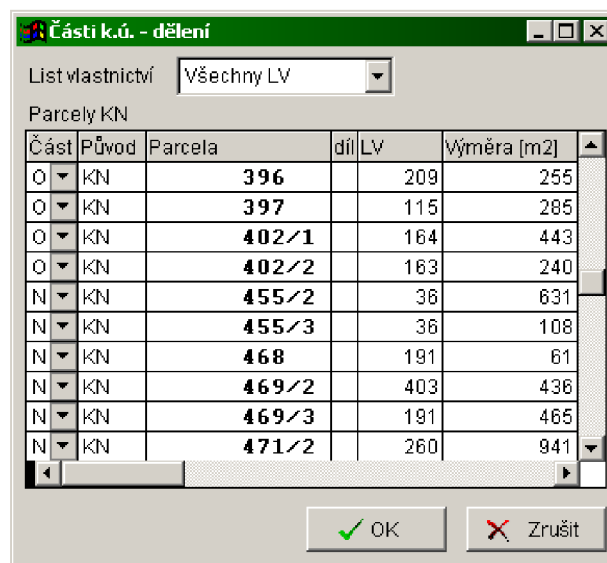 Části k.ú. - dělení
List vlastnictví Všechny LV
Parcely KN
Část Původ Parcela díl LV Výměra [m2]
O KN 396 209 255
O KN 397 115 285
O KN 402/1 164 443
O KN 402/2 163 240
N KN 455/2 36 631
N KN 455/3 36 108
N KN 468 191 61
N KN 469/2 403 436
N KN 469/3 191 465
N KN 471/2 260 941
OK Zrušit